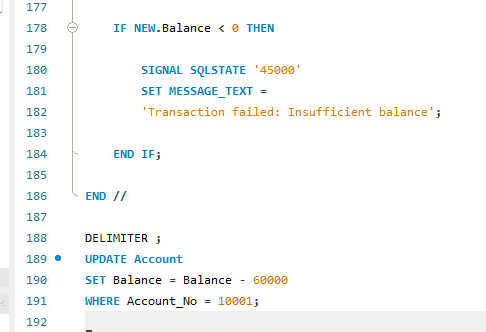 177
178 IF NEW.Balance < 0 THEN
179
180 SIGNAL SQLSTATE '45000'
181 SET MESSAGE_TEXT =
182 'Transaction failed: Insufficient balance';
183
184 END IF;
185
186 END //
187
188 DELIMITER ;
189 UPDATE Account
190 SET Balance = Balance - 60000
191 WHERE Account_No = 10001;
192